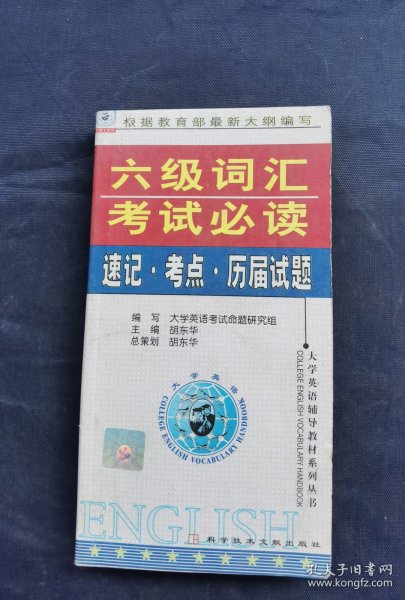 根据教育部最新大纲编写
六级词汇
考试必读
速记·考点·历届试题
编 写 大学英语考试命题研究组
主 编 胡东华
总策划 胡东华
大学英语辅导教材系列丛书
COLLEGE ENGLISH VOCABULARY HANDBOOK
大学英语
COLLEGE ENGLISH VOCABULARY HANDBOOK
ENGLISH
科学技术文献出版社
孔夫子旧书网
www.kongfz.com